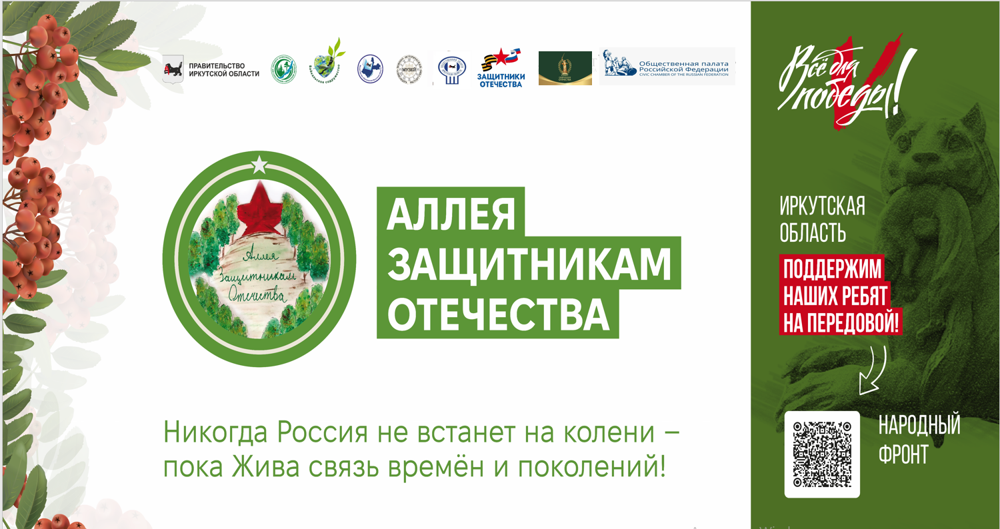 ПРАВИТЕЛЬСТВО
ИРКУТСКОЙ ОБЛАСТИ
Байкальское содружество
МУЗЕЙ
ЗАЩИТНИКИ
ОТЕЧЕСТВА
Общественная палата
Российской Федерации
CIVIC CHAMBER OF THE RUSSIAN FEDERATION
Аллея
Защитникам
Отечества
АЛЛЕЯ
ЗАЩИТНИКАМ
ОТЕЧЕСТВА
Никогда Россия не встанет на колени –
пока Жива связь времён и поколений!
Всё для
победы!
ИРКУТСКАЯ
ОБЛАСТЬ
ПОДДЕРЖИМ
НАШИХ РЕБЯТ
НА ПЕРЕДОВОЙ!
НАРОДНЫЙ
ФРОНТ